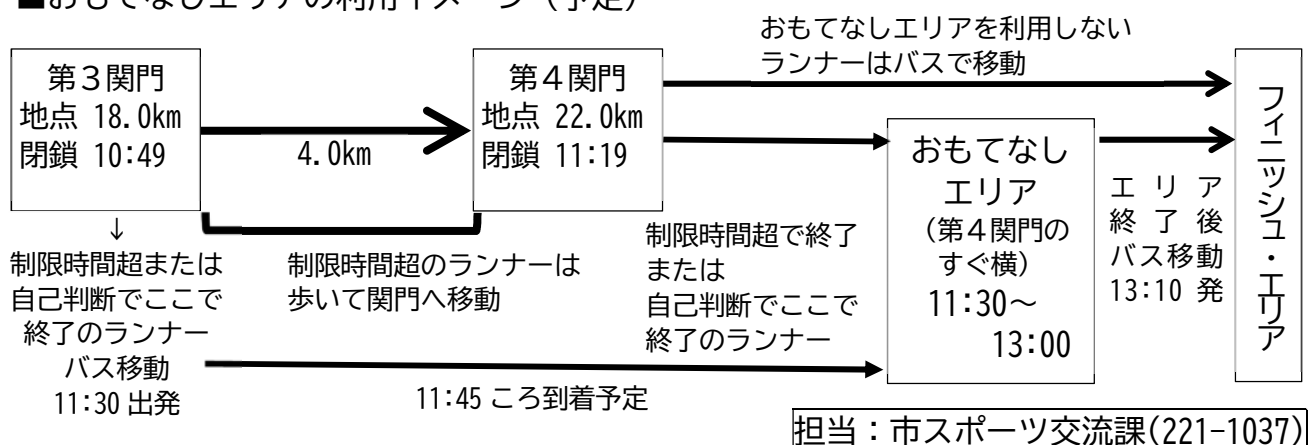 ■おもてなしエリアの利用イメージ（予定）
おもてなしエリアを利用しない
ランナーはバスで移動
第３関門
地点 18.0km
閉鎖 10:49
4.0km
第４関門
地点 22.0km
閉鎖 11:19
おもてなし
エリア
（第４関門の
すぐ横）
11:30～
13:00
エリア
終了後
バス移動
13:10 発
フィニッシュ・エリア
↓
制限時間超または
自己判断でここで
終了のランナー
バス移動
11:30 出発
制限時間超のランナーは
歩いて関門へ移動
制限時間超で終了
または
自己判断でここで
終了のランナー
11:45 ころ到着予定
担当：市スポーツ交流課(221-1037)